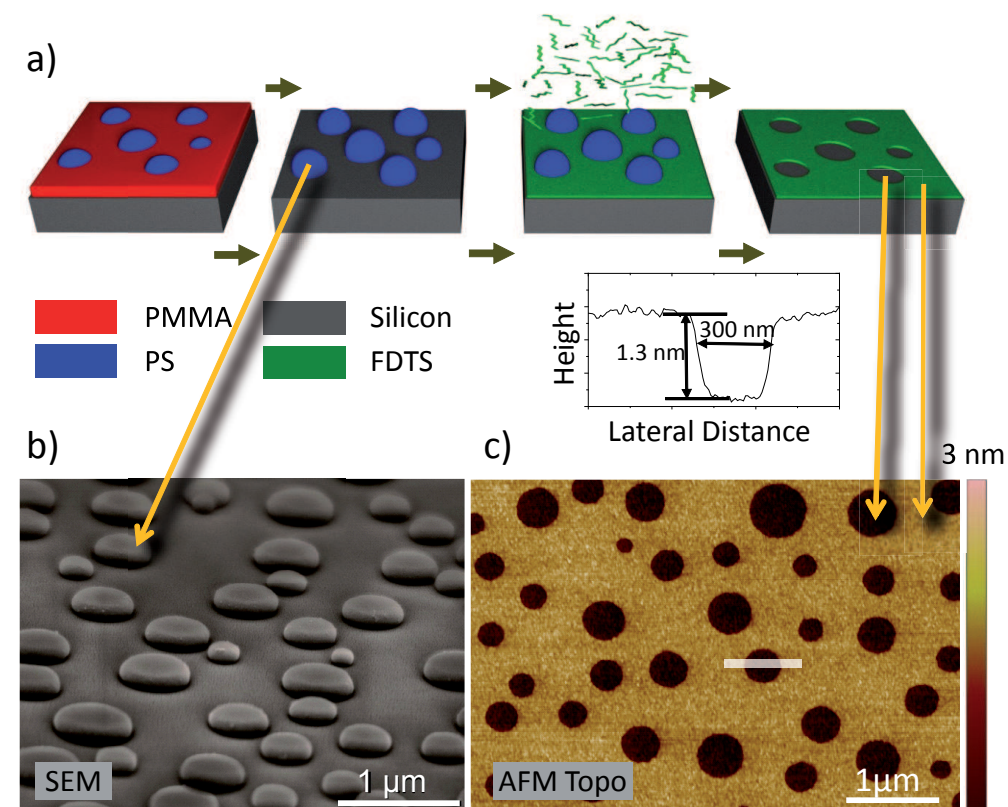 a)
PMMA
Silicon
PS
FDTS
Height
300 nm
1.3 nm
Lateral Distance
b)
c)
3 nm
SEM
1 μm
AFM Topo
1μm